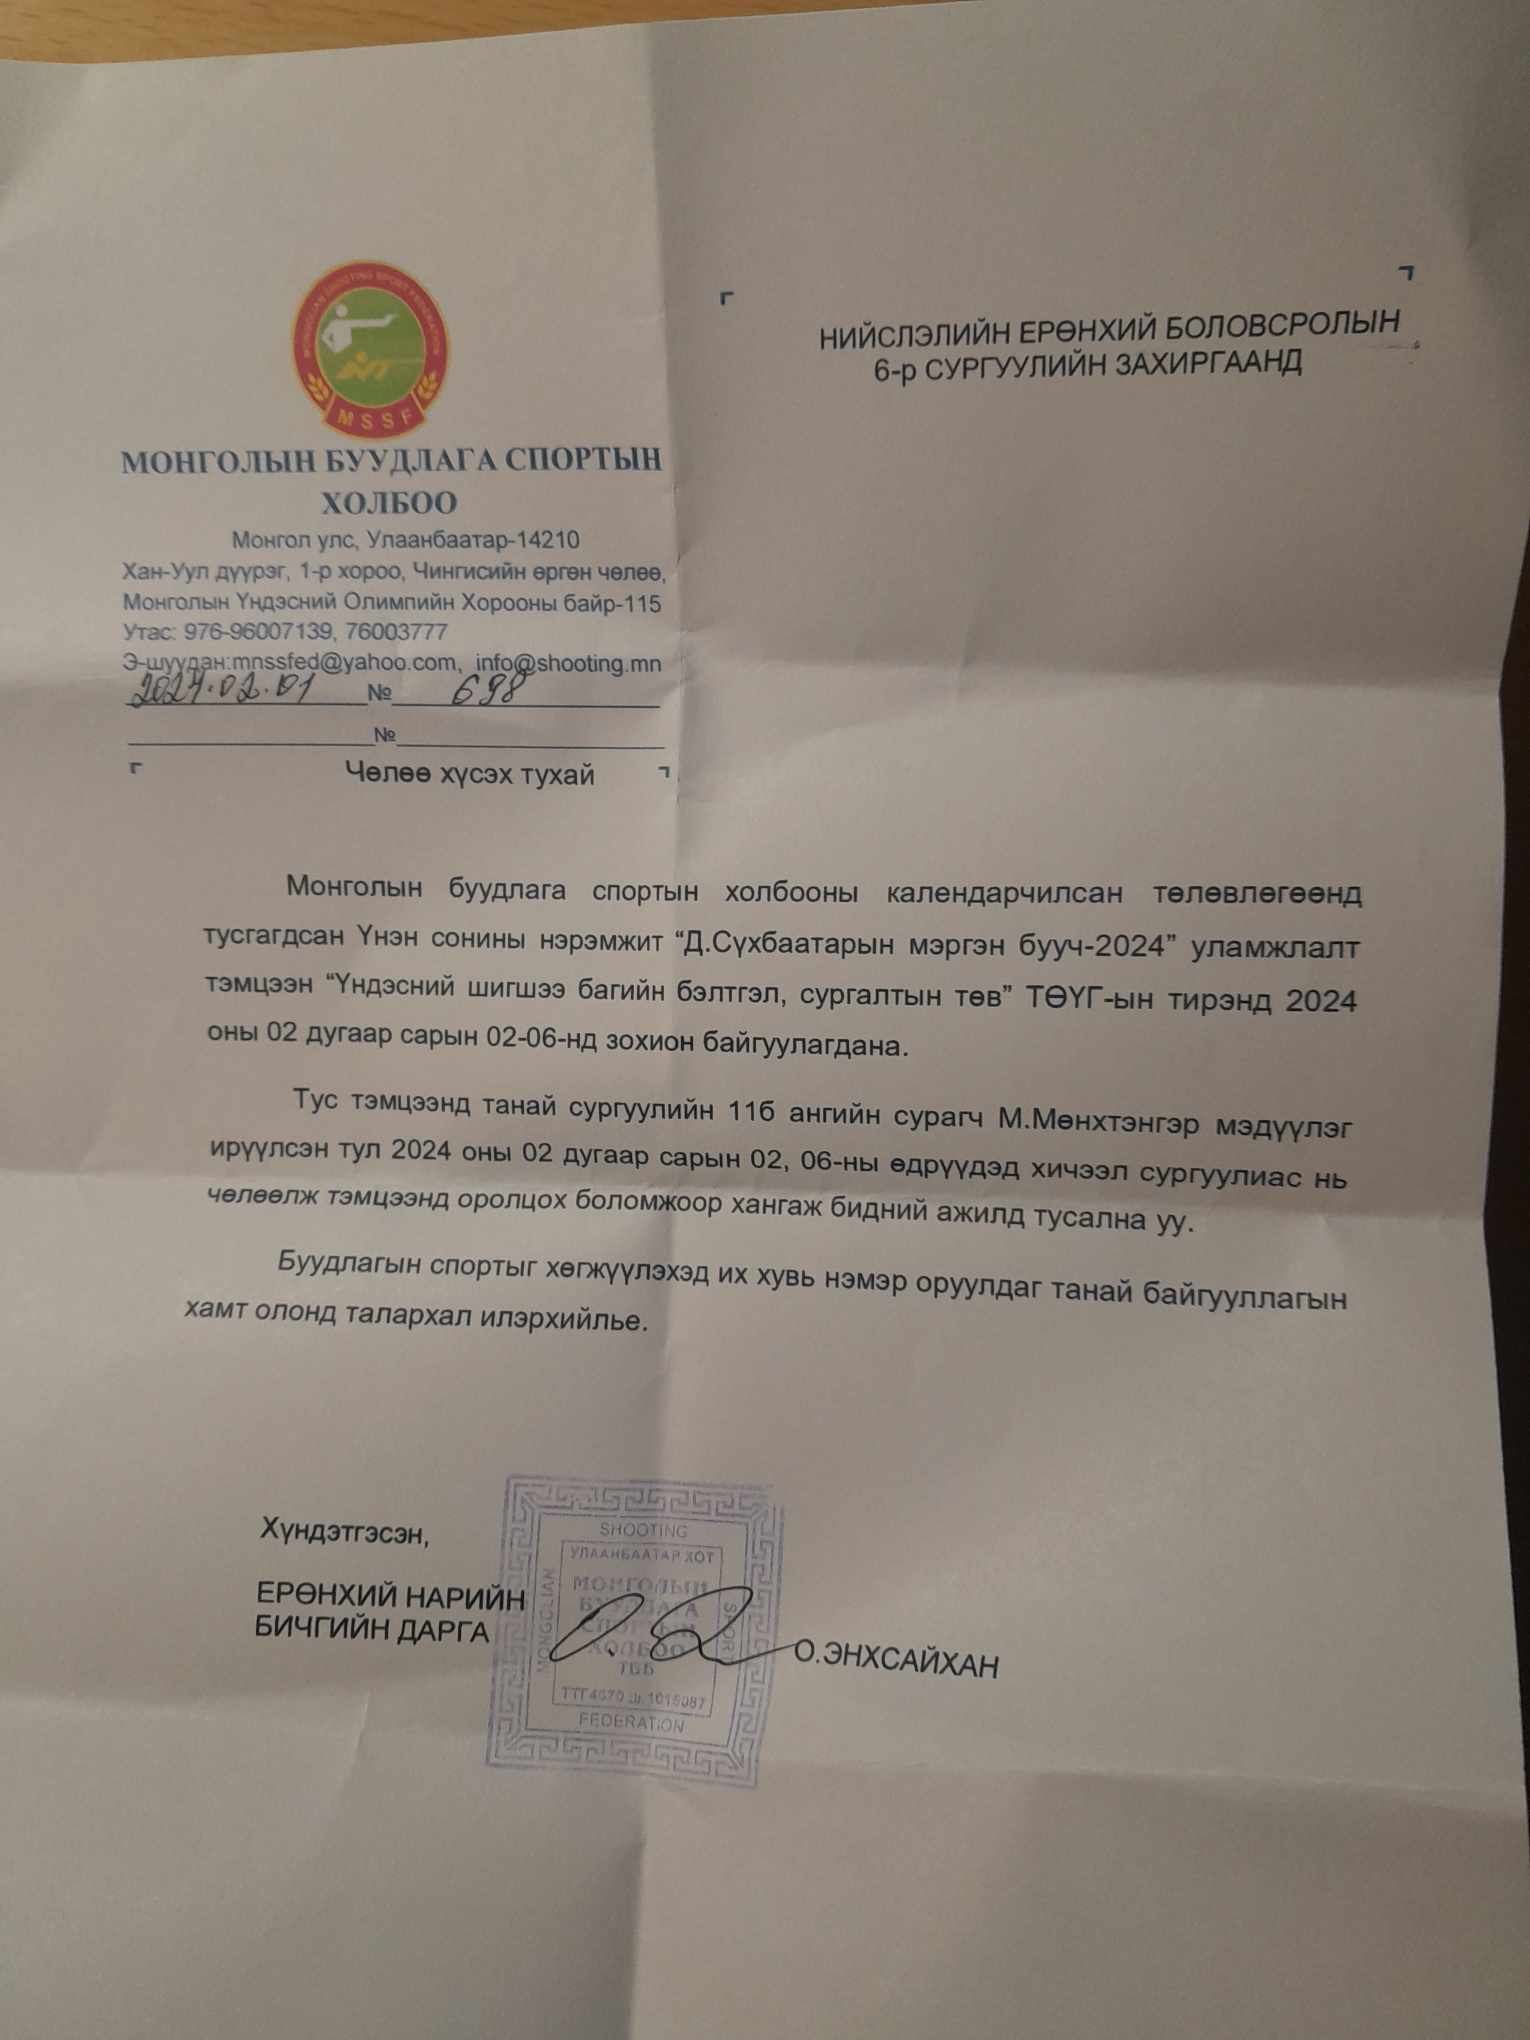 MONGOLIAN SHOOTING SPORT FEDERATION
MSSF
МОНГОЛЫН БУУДЛАГА СПОРТЫН
ХОЛБОО
Монгол улс, Улаанбаатар-14210
Хан-Уул дүүрэг, 1-р хороо, Чингисийн өргөн чөлөө,
Монголын Үндэсний Олимпийн Хорооны байр-115
Утас: 976-96007139, 76003777
Э-шуудан:mnssfed@yahoo.com, info@shooting.mn
2024.02.01 № 698
№
Чөлөө хүсэх тухай
НИЙСЛЭЛИЙН ЕРӨНХИЙ БОЛОВСРОЛЫН
6-р СУРГУУЛИЙН ЗАХИРГААНД
Монголын буудлага спортын холбооны календарчилсан төлөвлөгөөнд
тусгагдсан Үнэн сонины нэрэмжит “Д.Сүхбаатарын мэргэн бууч-2024” уламжлалт
тэмцээн “Үндэсний шигшээ багийн бэлтгэл, сургалтын төв” ТӨҮГ-ын тирэнд 2024
оны 02 дугаар сарын 02-06-нд зохион байгуулагдана.
Тус тэмцээнд танай сургуулийн 11б ангийн сурагч М.Мөнхтэнгэр мэдүүлэг
ирүүлсэн тул 2024 оны 02 дугаар сарын 02, 06-ны өдрүүдэд хичээл сургуулиас нь
чөлөөлж тэмцээнд оролцох боломжоор хангаж бидний ажилд тусална уу.
Буудлагын спортыг хөгжүүлэхэд их хувь нэмэр оруулдаг танай байгууллагын
хамт олонд талархал илэрхийлье.
Хүндэтгэсэн,
ЕРӨНХИЙ НАРИЙН
БИЧГИЙН ДАРГА
О.ЭНХСАЙХАН
SHOOTING
УЛААНБААТАР ХОТ
MONGOLIAN
МОНГОЛЫН
БУУДЛАГА
СПОРТЫН
ХОЛБОО
ТББ
SPORT
FEDERATION